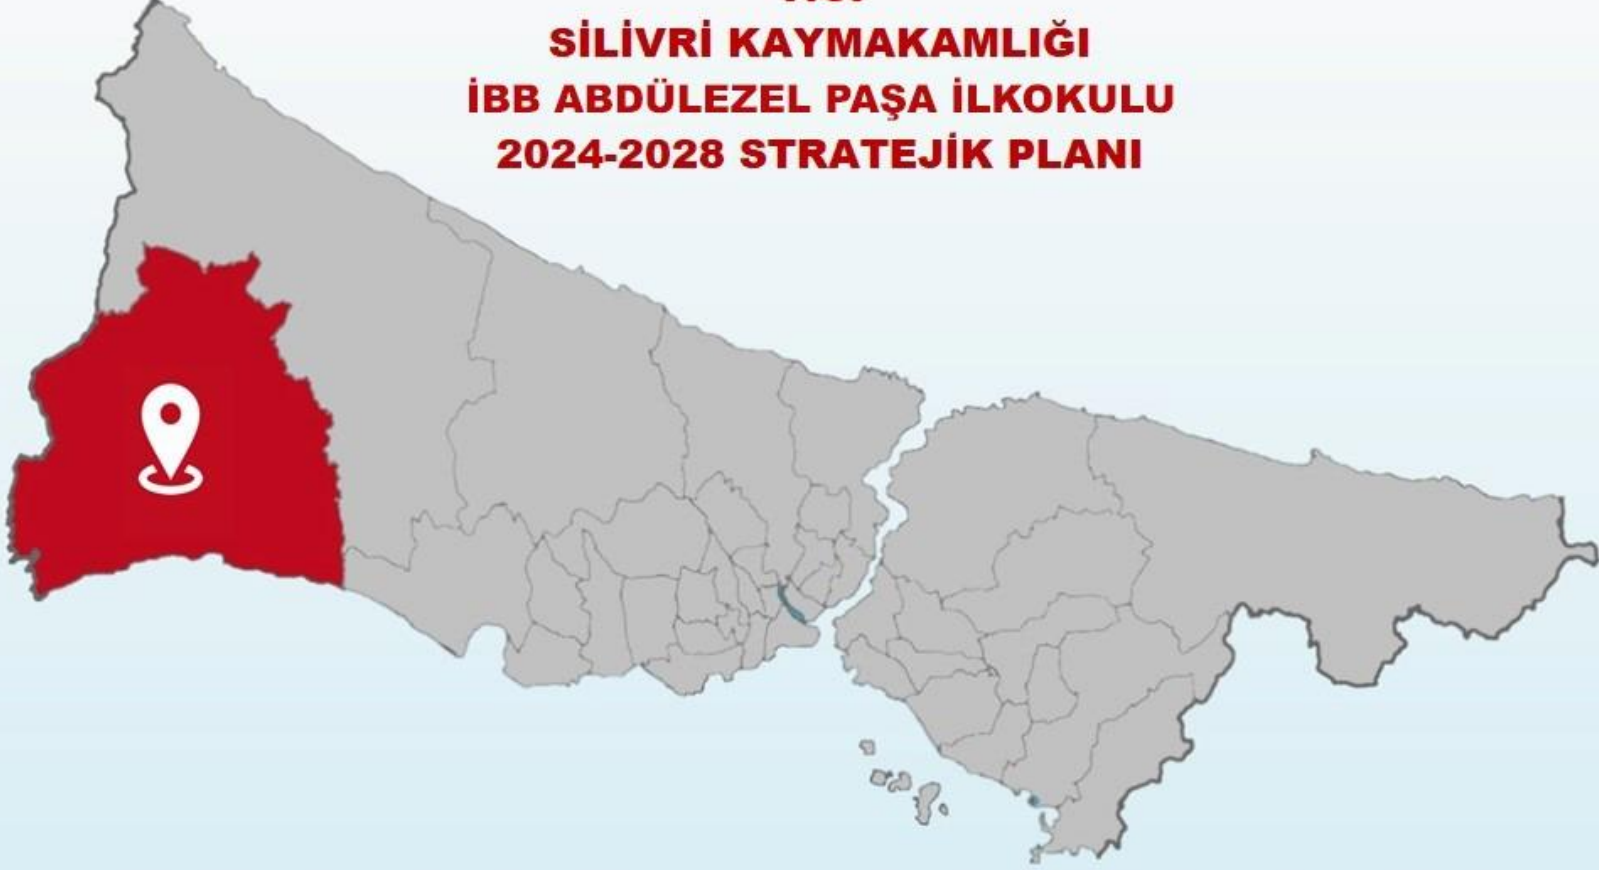 SİLİVRİ KAYMAKAMLIĞI
İBB ABDÜLEZEL PAŞA İLKOKULU
2024-2028 STRATEJİK PLANI